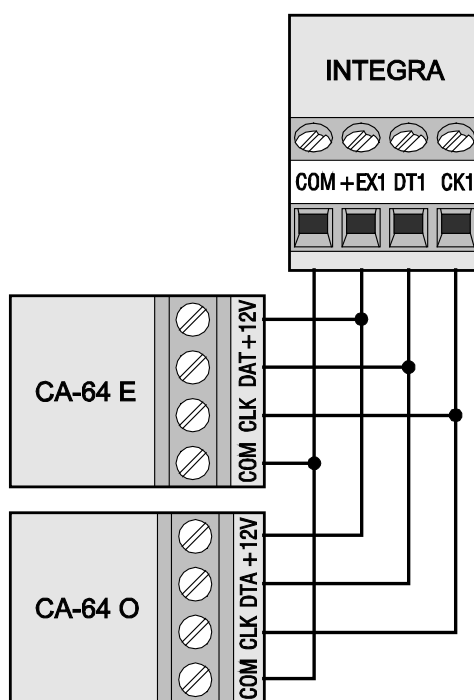 INTEGRA
COM +EX1 DT1 CK1
CA-64 E
+12V
DAT
CLK
COM
CA-64 O
+12V
DTA
CLK
COM